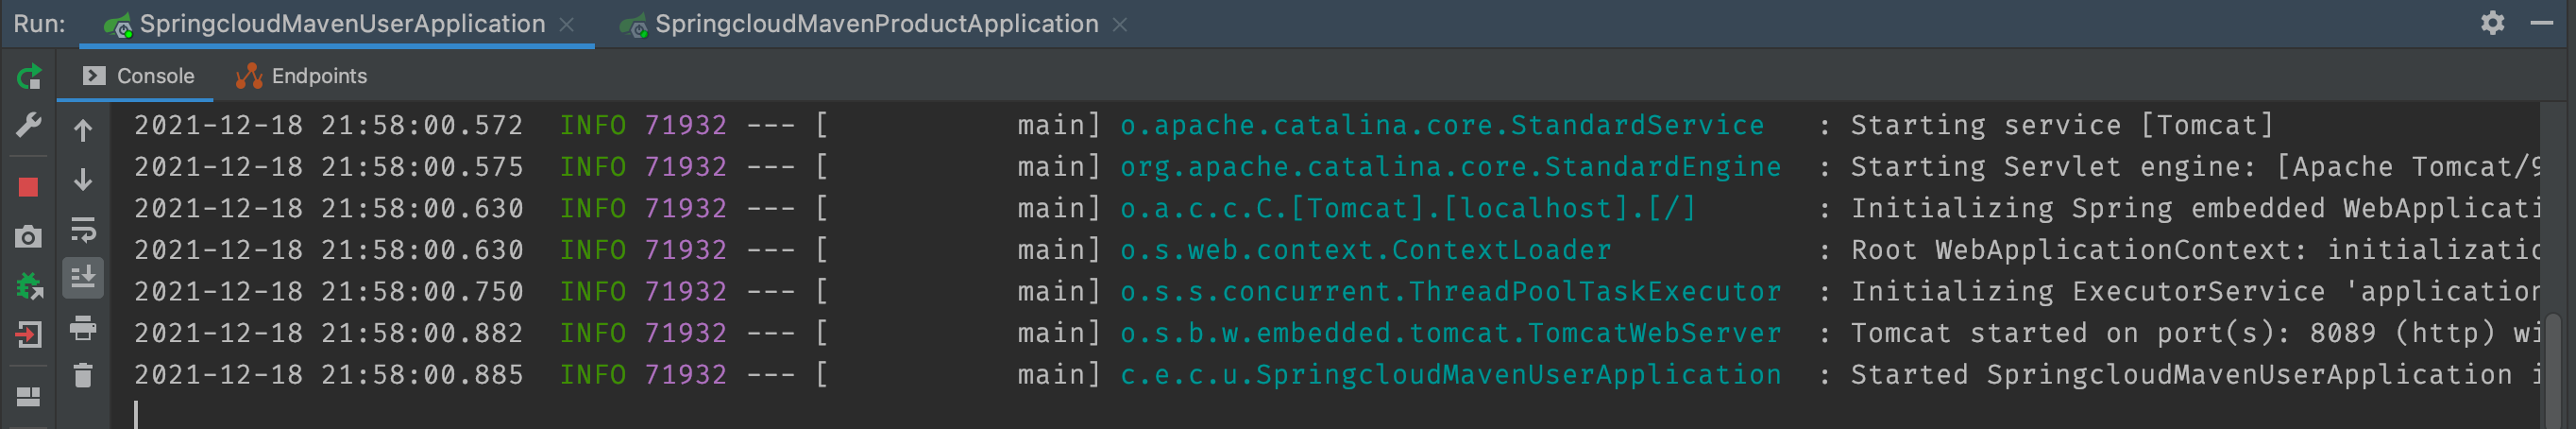 Run: SpringcloudMavenUserApplication SpringcloudMavenProductApplication
Console Endpoints
2021-12-18 21:58:00.572  INFO 71932 --- [           main] o.apache.catalina.core.StandardService   : Starting service [Tomcat]
2021-12-18 21:58:00.575  INFO 71932 --- [           main] org.apache.catalina.core.StandardEngine  : Starting Servlet engine: [Apache Tomcat/9
2021-12-18 21:58:00.630  INFO 71932 --- [           main] o.a.c.c.C.[Tomcat].[localhost].[/]       : Initializing Spring embedded WebApplicati
2021-12-18 21:58:00.630  INFO 71932 --- [           main] o.s.web.context.ContextLoader            : Root WebApplicationContext: initializatio
2021-12-18 21:58:00.750  INFO 71932 --- [           main] o.s.s.concurrent.ThreadPoolTaskExecutor  : Initializing ExecutorService 'application
2021-12-18 21:58:00.882  INFO 71932 --- [           main] o.s.b.w.embedded.tomcat.TomcatWebServer  : Tomcat started on port(s): 8089 (http) wi
2021-12-18 21:58:00.885  INFO 71932 --- [           main] c.e.c.u.SpringcloudMavenUserApplication  : Started SpringcloudMavenUserApplication i